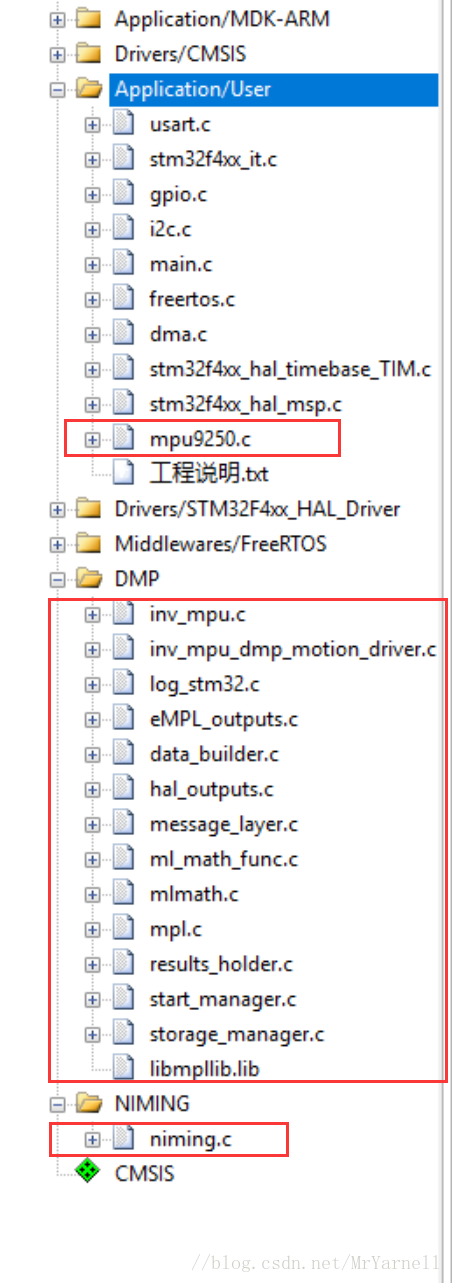 Application/MDK-ARM
Drivers/CMSIS
Application/User
usart.c
stm32f4xx_it.c
gpio.c
i2c.c
main.c
freertos.c
dma.c
stm32f4xx_hal_timebase_TIM.c
stm32f4xx_hal_msp.c
mpu9250.c
工程说明.txt
Drivers/STM32F4xx_HAL_Driver
Middlewares/FreeRTOS
DMP
inv_mpu.c
inv_mpu_dmp_motion_driver.c
log_stm32.c
eMPL_outputs.c
data_builder.c
hal_outputs.c
message_layer.c
ml_math_func.c
mlmath.c
mpl.c
results_holder.c
start_manager.c
storage_manager.c
libmpllib.lib
NIMING
niming.c
CMSIS
//blog.csdn.net/MrYarnell